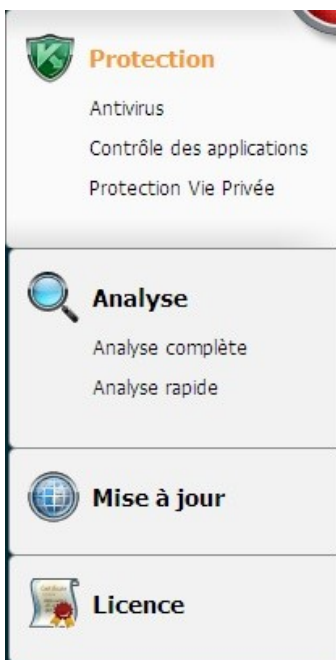 Protection
Antivirus
Contrôle des applications
Protection Vie Privée
Analyse
Analyse complète
Analyse rapide
Mise à jour
Licence